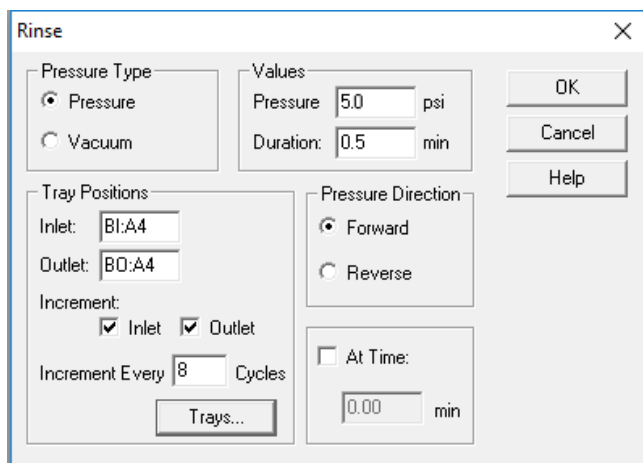 Rinse
Pressure Type
Pressure
Vacuum
Values
Pressure 5.0 psi
Duration: 0.5 min
OK
Cancel
Help
Tray Positions
Inlet: BI:A4
Outlet: BO:A4
Increment:
Inlet Outlet
Increment Every 8 Cycles
Trays...
Pressure Direction
Forward
Reverse
At Time:
0.00 min